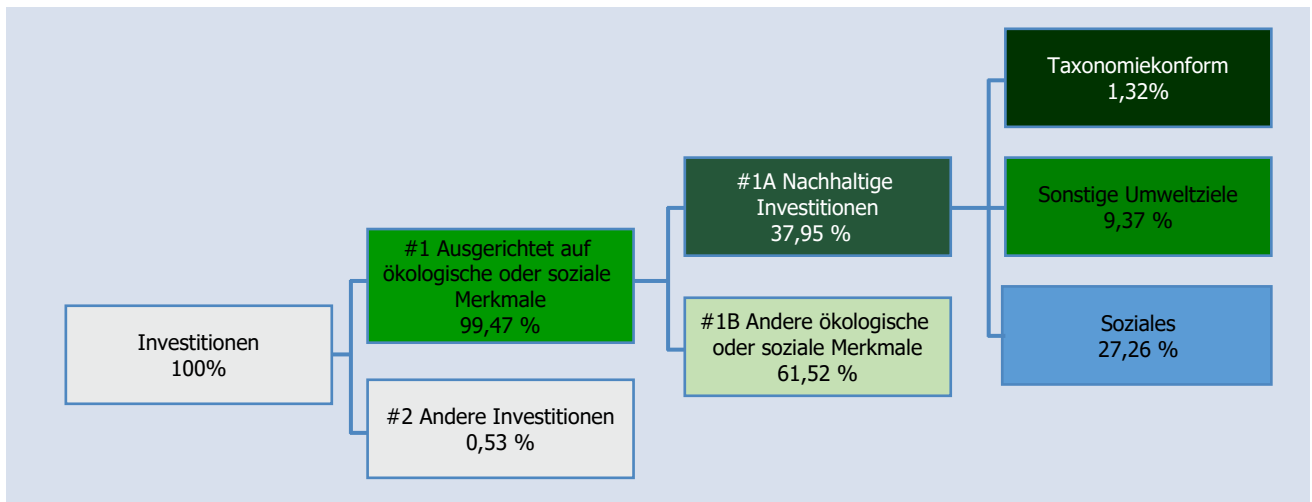 Investitionen
100%
#1 Ausgerichtet auf
ökologische oder soziale
Merkmale
99,47 %
#2 Andere Investitionen
0,53 %
#1A Nachhaltige
Investitionen
37,95 %
#1B Andere ökologische
oder soziale Merkmale
61,52 %
Taxonomiekonform
1,32%
Sonstige Umweltziele
9,37 %
Soziales
27,26 %